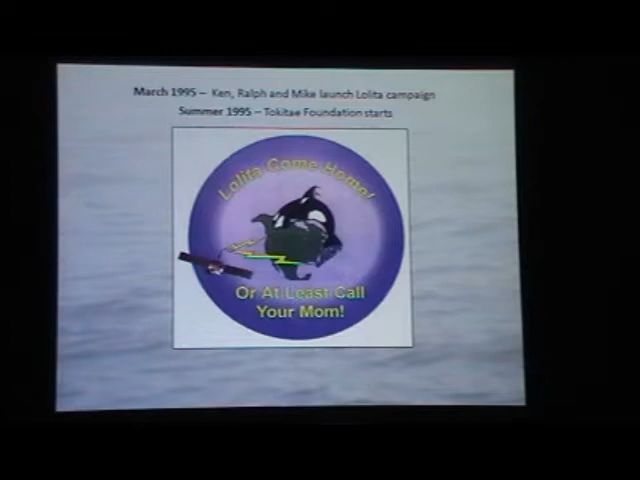 March 1995 – Ken, Ralph and Mike launch Lolita campaign
Summer 1995 – Tokitae Foundation starts
Lolita Come Home!
Or At Least Call
Your Mom!